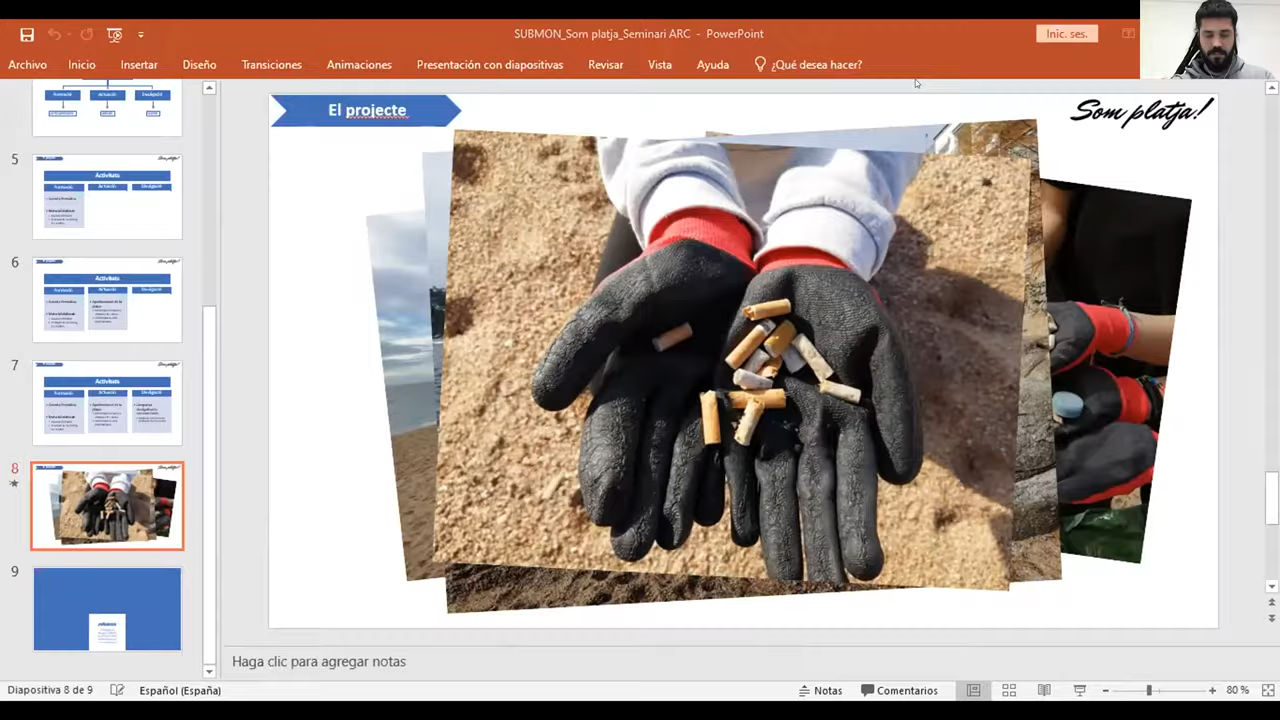 SUBMON_Som platja_Seminari ARC - PowerPoint
Inic. ses.
Archivo Inicio Insertar Diseño Transiciones Animaciones Presentación con diapositivas Revisar Vista Ayuda ¿Qué desea hacer?
El projecte
Som platja!
5
Activitats
6
Activitats
7
Activitats
8
9
Haga clic para agregar notas
Diapositiva 8 de 9 Español (España) Notas Comentarios 80 %